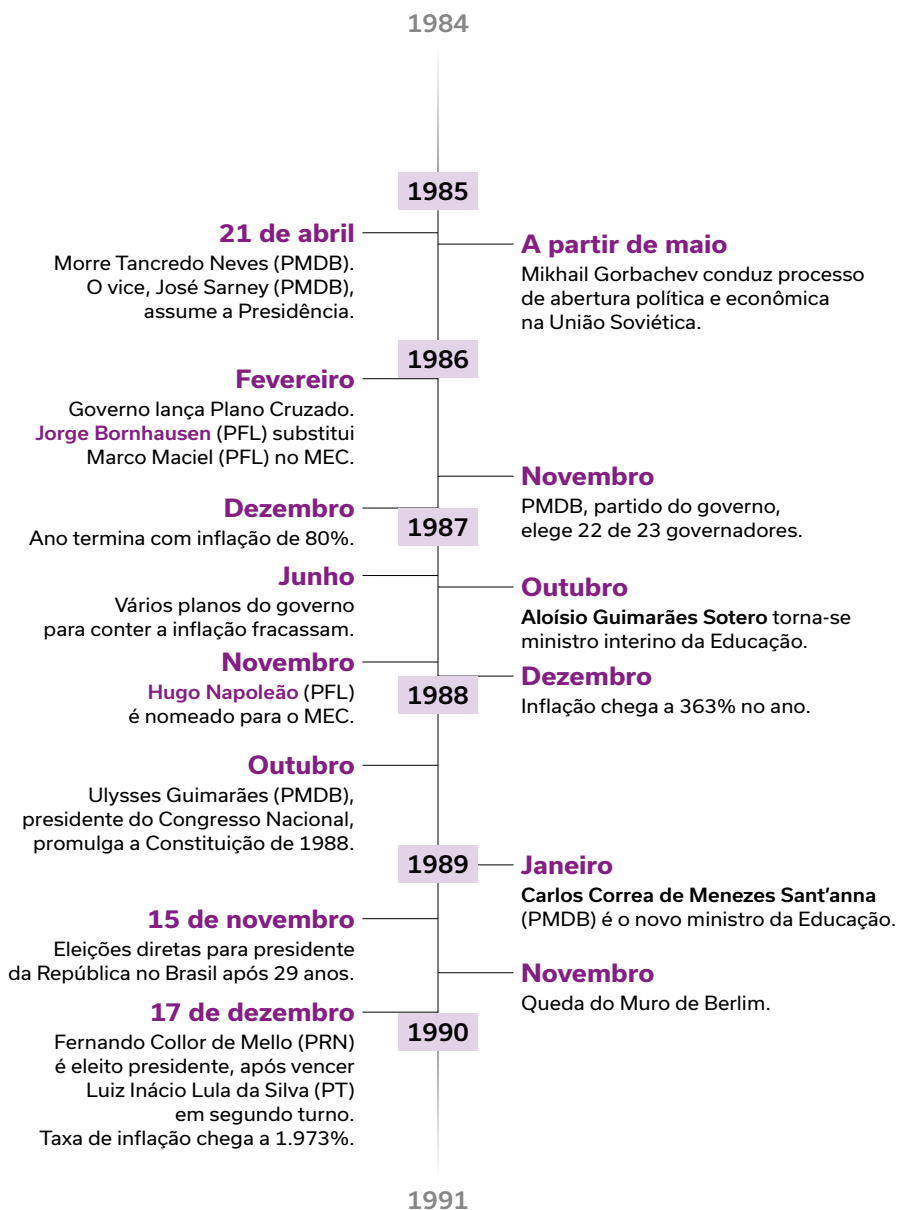 1984
1985
21 de abril
Morre Tancredo Neves (PMDB).
O vice, José Sarney (PMDB),
assume a Presidência.
A partir de maio
Mikhail Gorbachev conduz processo
de abertura política e econômica
na União Soviética.
1986
Fevereiro
Governo lança Plano Cruzado.
Jorge Bornhausen (PFL) substitui
Marco Maciel (PFL) no MEC.
Novembro
PMDB, partido do governo,
elege 22 de 23 governadores.
Dezembro
Ano termina com inflação de 80%.
1987
Junho
Vários planos do governo
para conter a inflação fracassam.
Outubro
Aloísio Guimarães Sotero torna-se
ministro interino da Educação.
Novembro
Hugo Napoleão (PFL)
é nomeado para o MEC.
Dezembro
Inflação chega a 363% no ano.
1988
Outubro
Ulysses Guimarães (PMDB),
presidente do Congresso Nacional,
promulga a Constituição de 1988.
1989
Janeiro
Carlos Correa de Menezes Sant'anna
(PMDB) é o novo ministro da Educação.
15 de novembro
Eleições diretas para presidente
da República no Brasil após 29 anos.
Novembro
Queda do Muro de Berlim.
17 de dezembro
Fernando Collor de Mello (PRN)
é eleito presidente, após vencer
Luiz Inácio Lula da Silva (PT)
em segundo turno.
Taxa de inflação chega a 1.973%.
1990
1991